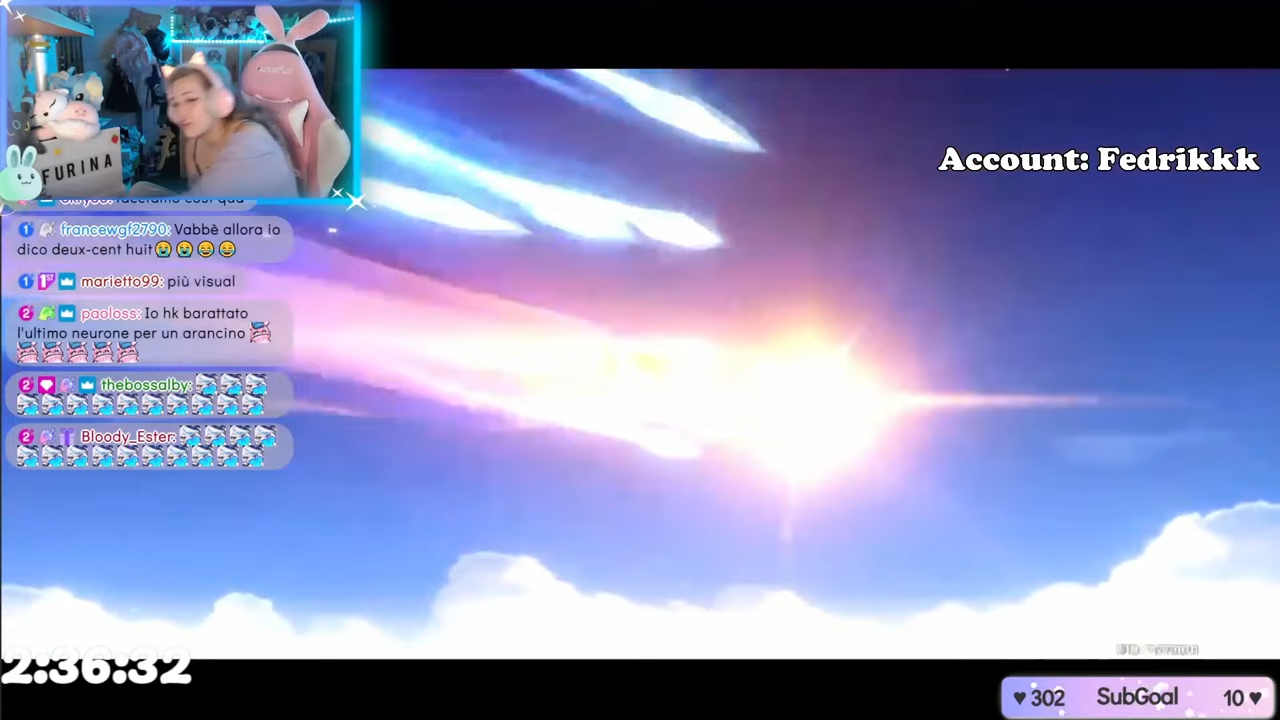 FURINA
Account: Fedrikkk
francewgf2790: Vabbè allora io
dico deux-cent huit😭😭😂😂
marietto99: più visual
paoloss: Io hk barattato
l'ultimo neurone per un arancino
thebossalby:
Bloody_Ester:
2:36:32
♥ 302 SubGoal 10 ♥